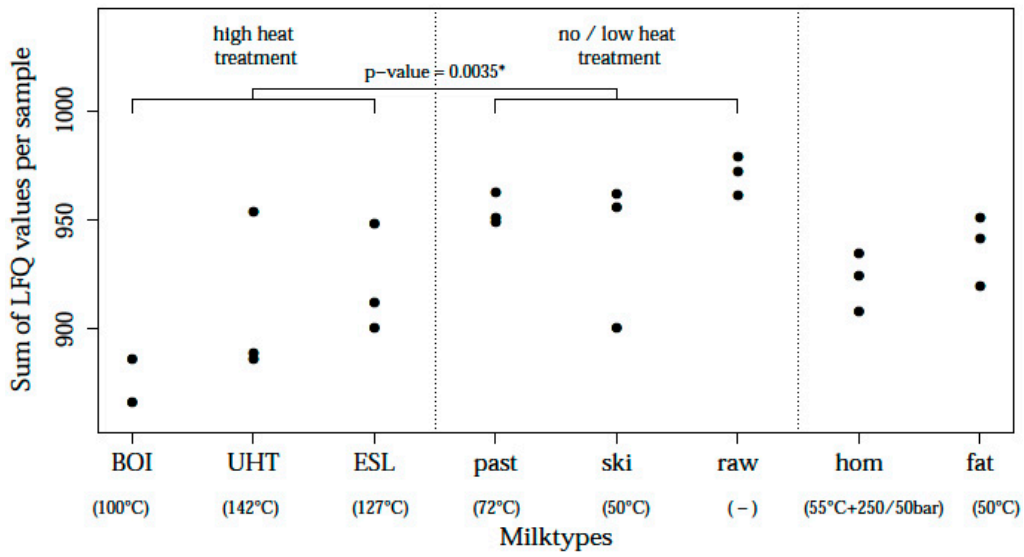 high heat
treatment
no / low heat
treatment
p-value = 0.0035*
Sum of LFQ values per sample
1000
950
900
BOI UHT ESL past ski raw hom fat
(100°C) (142°C) (127°C) (72°C) (50°C) (-) (55°C+250/50bar) (50°C)
Milktypes